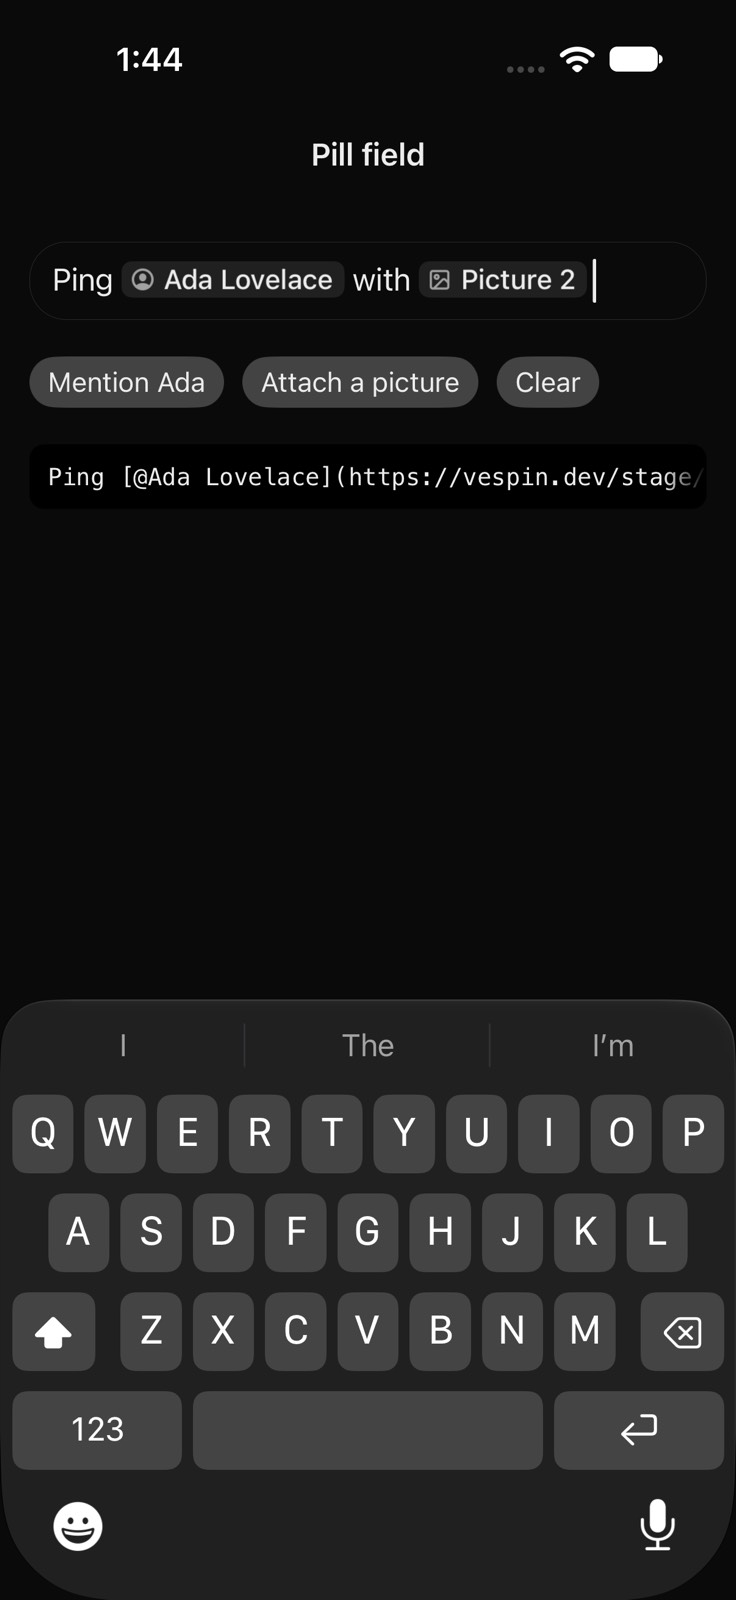 1:44
Pill field
Ping Ada Lovelace with Picture 2
Mention Ada Attach a picture Clear
Ping [@Ada Lovelace](https://vespin.dev/stage/
I The I’m
Q W E R T Y U I O P
A S D F G H J K L
Z X C V B N M
123